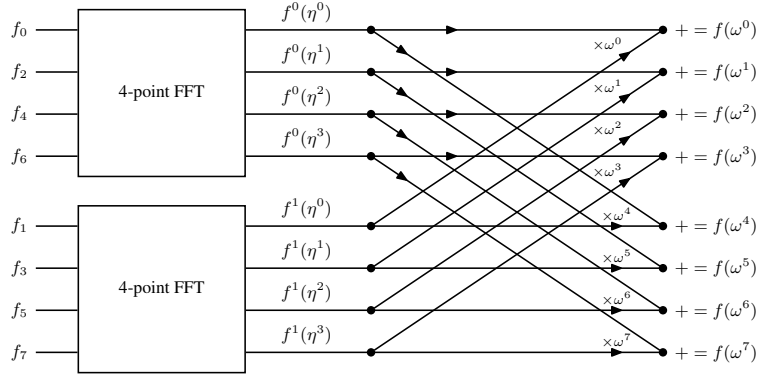 f⁰(η⁰)
f₀ += f(ω⁰)
×ω⁰
f⁰(η¹)
f₂ += f(ω¹)
×ω¹
4-point FFT
f⁰(η²)
f₄ += f(ω²)
×ω²
f⁰(η³)
f₆ += f(ω³)
×ω³
f¹(η⁰)
×ω⁴
f₁ += f(ω⁴)
f¹(η¹)
×ω⁵
f₃ += f(ω⁵)
4-point FFT
f¹(η²)
×ω⁶
f₅ += f(ω⁶)
f¹(η³)
×ω⁷
f₇ += f(ω⁷)